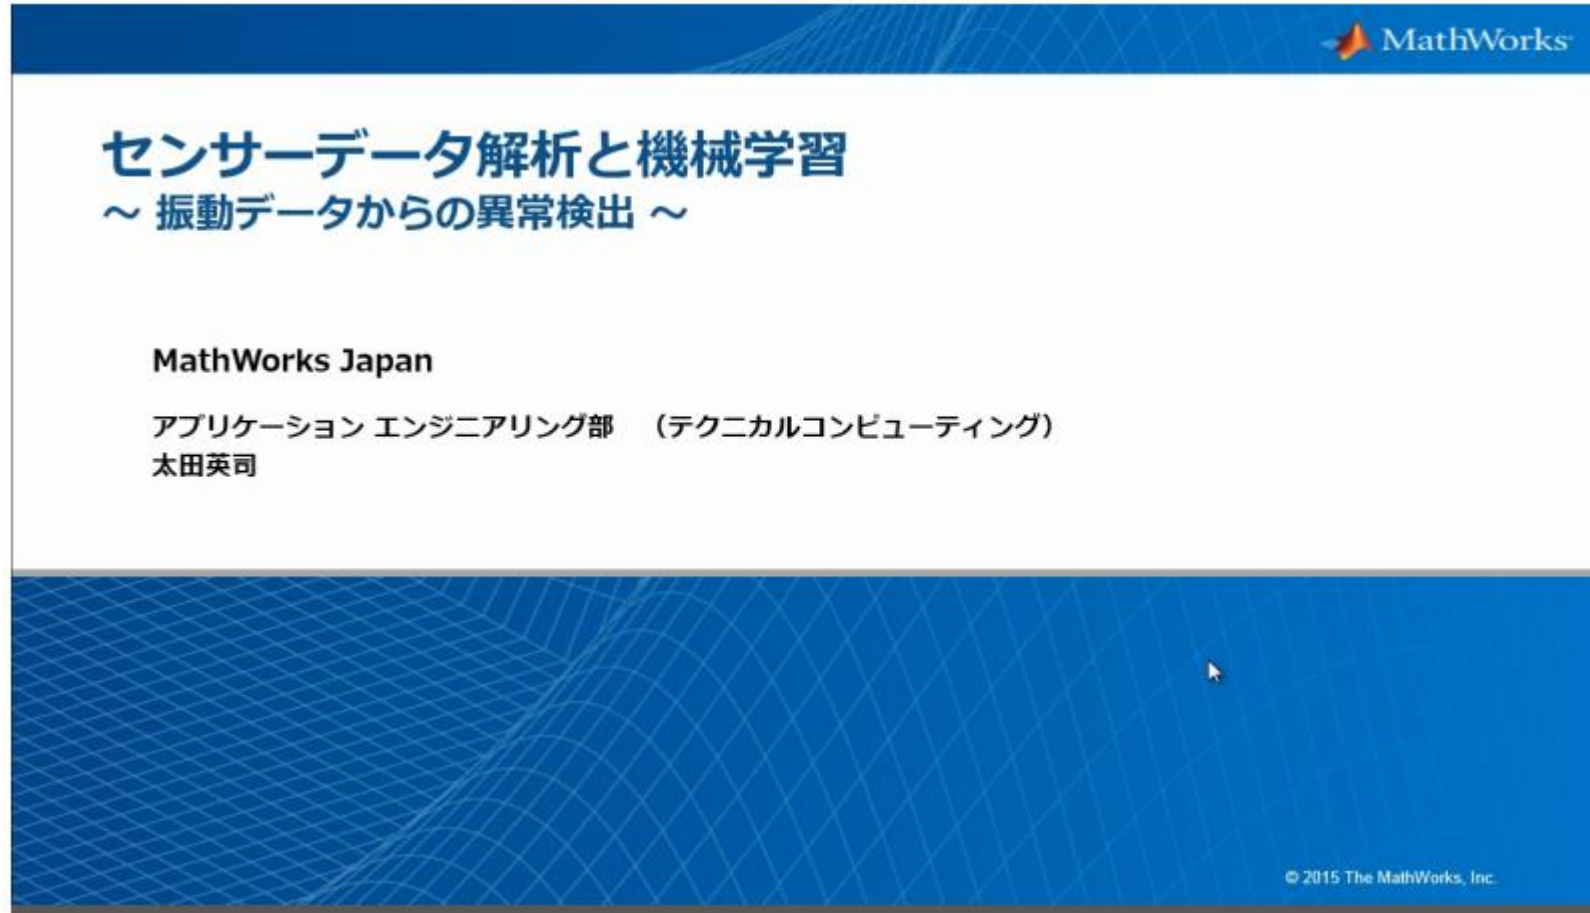 MathWorks
センサーデータ解析と機械学習
～ 振動データからの異常検出 ～
MathWorks Japan
アプリケーション エンジニアリング部　（テクニカルコンピューティング）
太田英司
© 2015 The MathWorks, Inc.